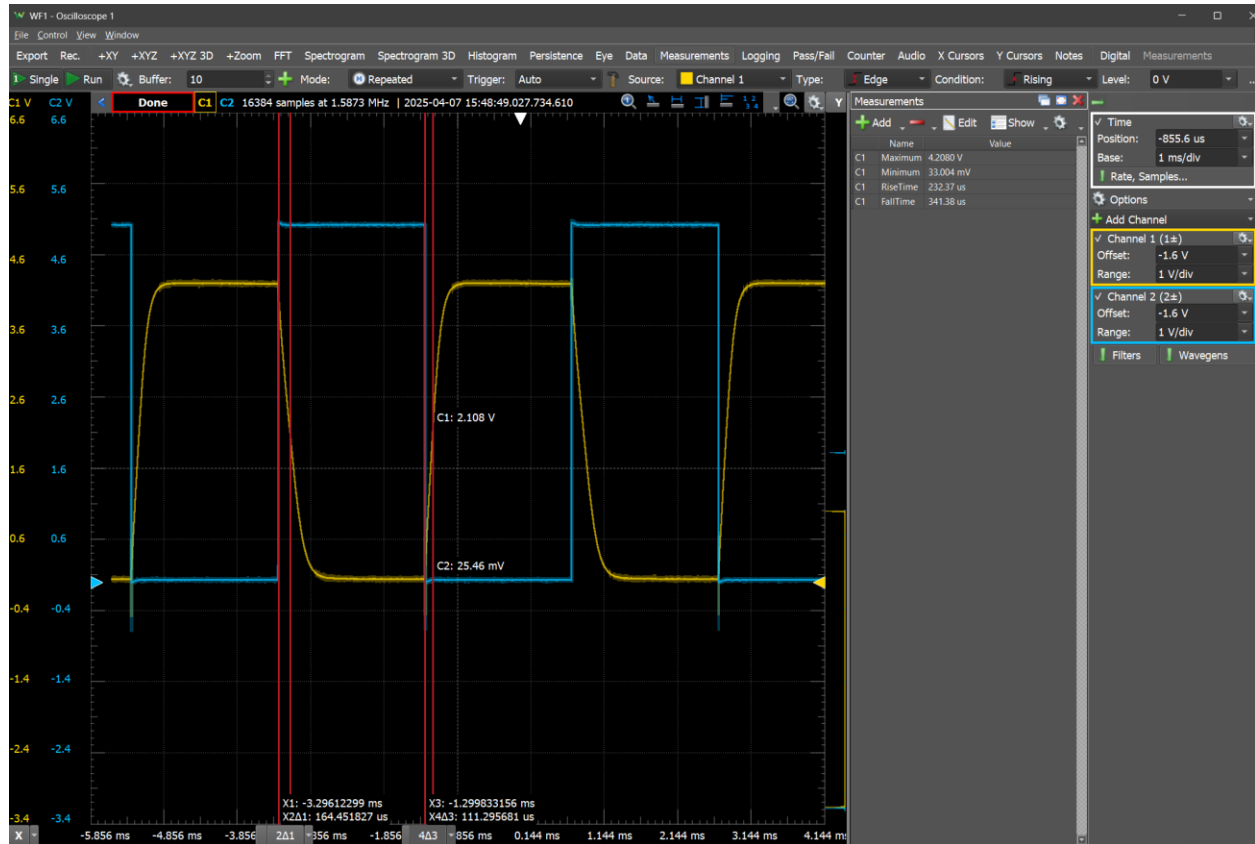 WF1 - Oscilloscope 1
File Control View Window
Export Rec. +XY +XYZ +XYZ 3D +Zoom FFT Spectrogram Spectrogram 3D Histogram Persistence Eye Data Measurements Logging Pass/Fail Counter Audio X Cursors Y Cursors Notes Digital Measurements
Single Run Buffer: 10 Mode: Repeated Trigger: Auto Source: Channel 1 Type: Edge Condition: Rising Level: 0 V ..
C1 V C2 V Done C1 C2 16384 samples at 1.5873 MHz | 2025-04-07 15:48:49.027.734.610 Y
6.6 6.6
5.6 5.6
4.6 4.6
3.6 3.6
2.6 2.6
1.6 1.6
0.6 0.6
-0.4 -0.4
-1.4 -1.4
-2.4 -2.4
-3.4 -3.4
C1: 2.108 V
C2: 25.46 mV
X1: -3.29612299 ms
X2Δ1: 164.451827 us
X3: -1.299833156 ms
X4Δ3: 111.295681 us
X -5.856 ms -4.856 ms -3.856 2Δ1 356 ms -1.856 4Δ3 856 ms 0.144 ms 1.144 ms 2.144 ms 3.144 ms 4.144 m
Measurements
Add Edit Show
Name Value
C1 Maximum 4.2080 V
C1 Minimum 33.004 mV
C1 RiseTime 232.37 us
C1 FallTime 341.38 us
Time
Position: -855.6 us
Base: 1 ms/div
Rate, Samples...
Options
Add Channel
Channel 1 (1±)
Offset: -1.6 V
Range: 1 V/div
Channel 2 (2±)
Offset: -1.6 V
Range: 1 V/div
Filters Wavegens